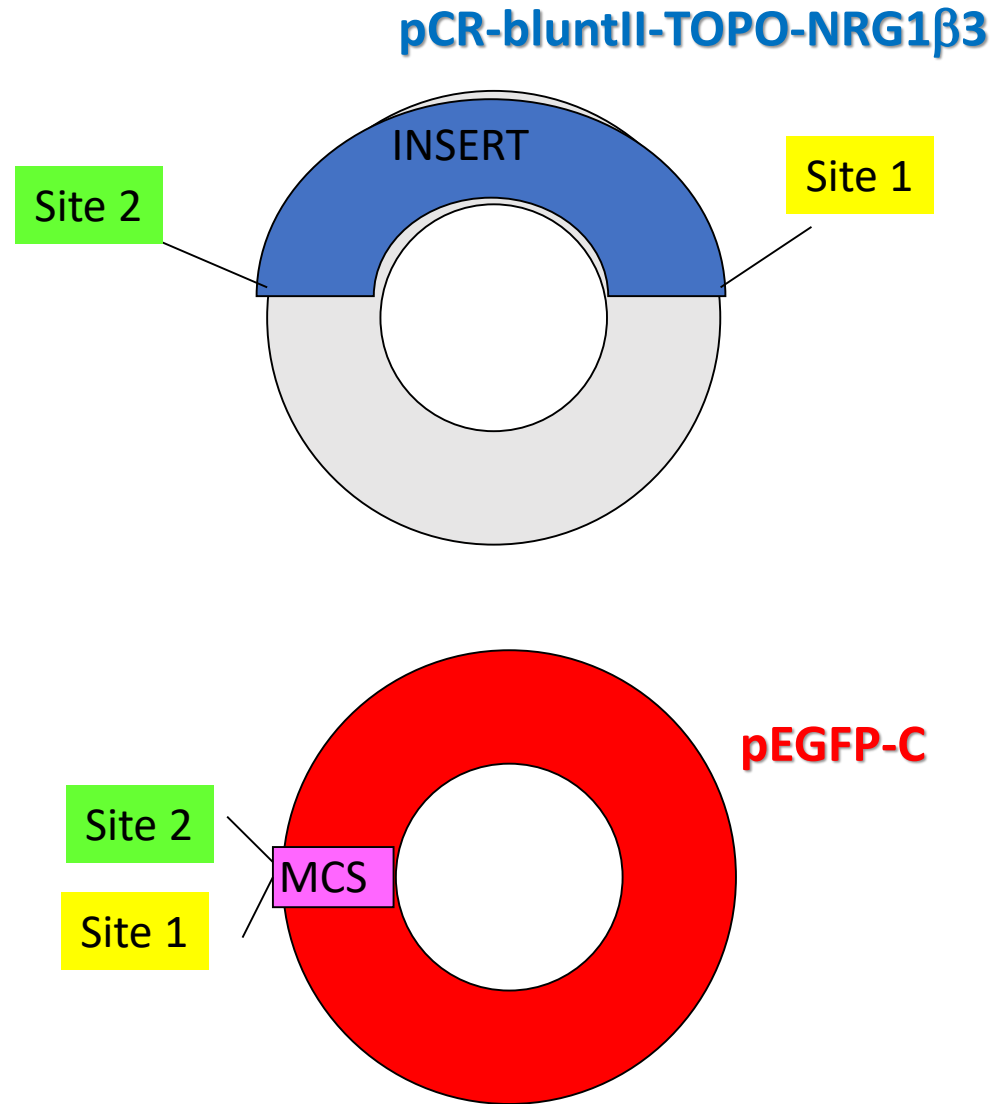 pCR-bluntII-TOPO-NRG1β3
INSERT
Site 1
Site 2
pEGFP-C
Site 2
MCS
Site 1